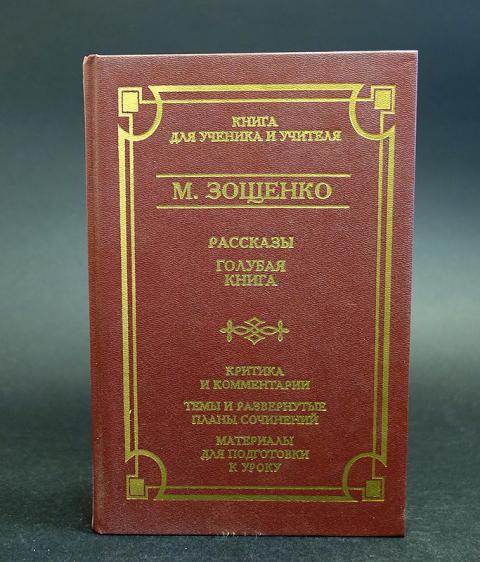 КНИГА
ДЛЯ УЧЕНИКА И УЧИТЕЛЯ
М. ЗОЩЕНКО
РАССКАЗЫ
ГОЛУБАЯ
КНИГА
КРИТИКА
И КОММЕНТАРИИ
ТЕМЫ И РАЗВЕРНУТЫЕ
ПЛАНЫ СОЧИНЕНИЙ
МАТЕРИАЛЫ
ДЛЯ ПОДГОТОВКИ
К УРОКУ